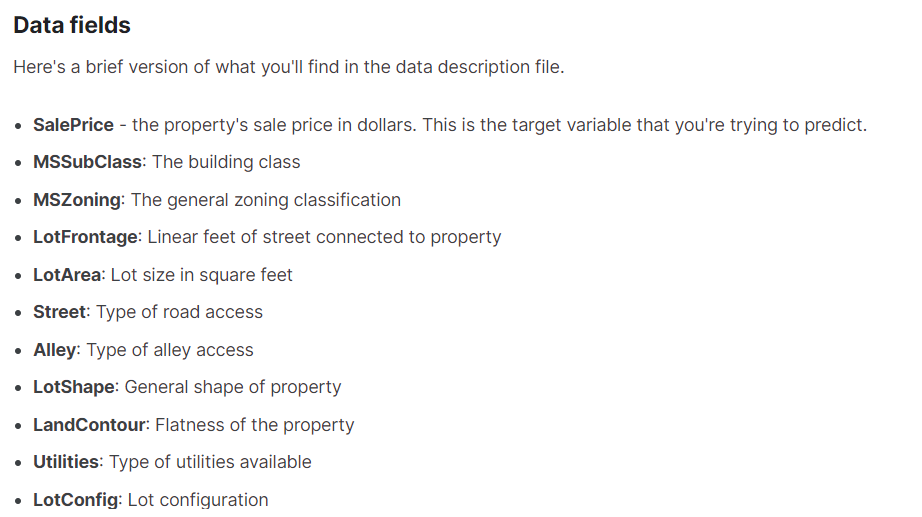 Data fields
Here's a brief version of what you'll find in the data description file.
• SalePrice - the property's sale price in dollars. This is the target variable that you're trying to predict.
• MSSubClass: The building class
• MSZoning: The general zoning classification
• LotFrontage: Linear feet of street connected to property
• LotArea: Lot size in square feet
• Street: Type of road access
• Alley: Type of alley access
• LotShape: General shape of property
• LandContour: Flatness of the property
• Utilities: Type of utilities available
• LotConfig: Lot configuration